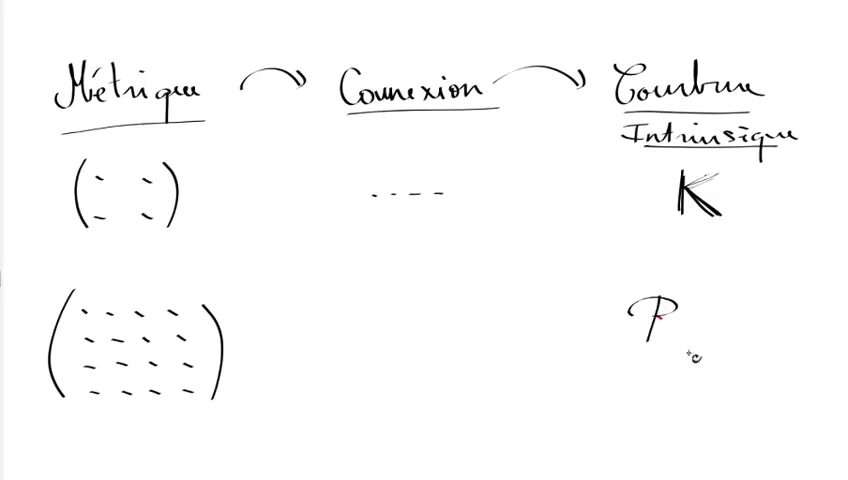 Métrique Connexion Courbure
Intrinsèque
( - - ) - - - - K
( - - )
( - - - - )
( - - - - ) R
( - - - - )
( - - - - )